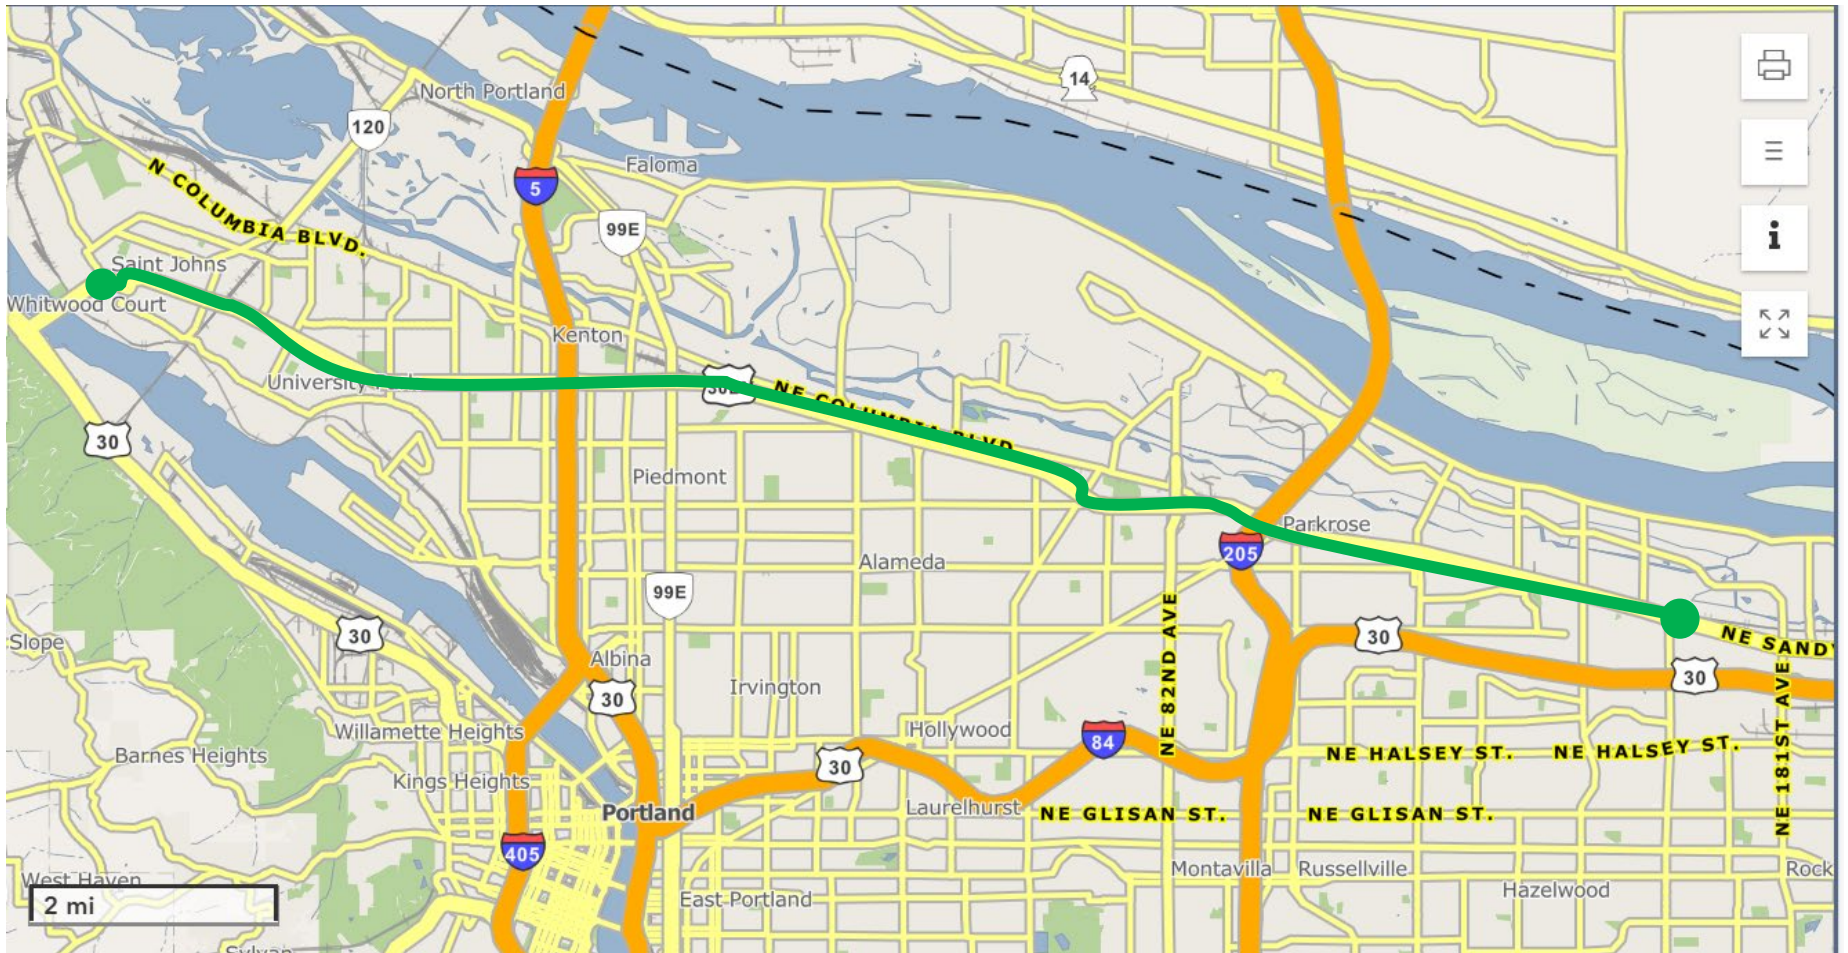 14
North Portland
120
Faloma
5
N COLUMBIA BLVD.
99E
Saint Johns
Whitwood Court
Kenton
University
NE COLUMBIA BLVD
30
Piedmont
Parkrose
205
Alameda
99E
NE 82ND AVE
30
30
NE SANDY
Slope
Albina
30
Irvington
30
NE 181ST AVE
Willamette Heights
Hollywood
84
Barnes Heights
NE HALSEY ST.
NE HALSEY ST.
Kings Heights
30
Portland
Laurelhurst
NE GLISAN ST.
NE GLISAN ST.
405
Montavilla
Russellville
Rock
West Haven
Hazelwood
2 mi
East Portland
Sylvan